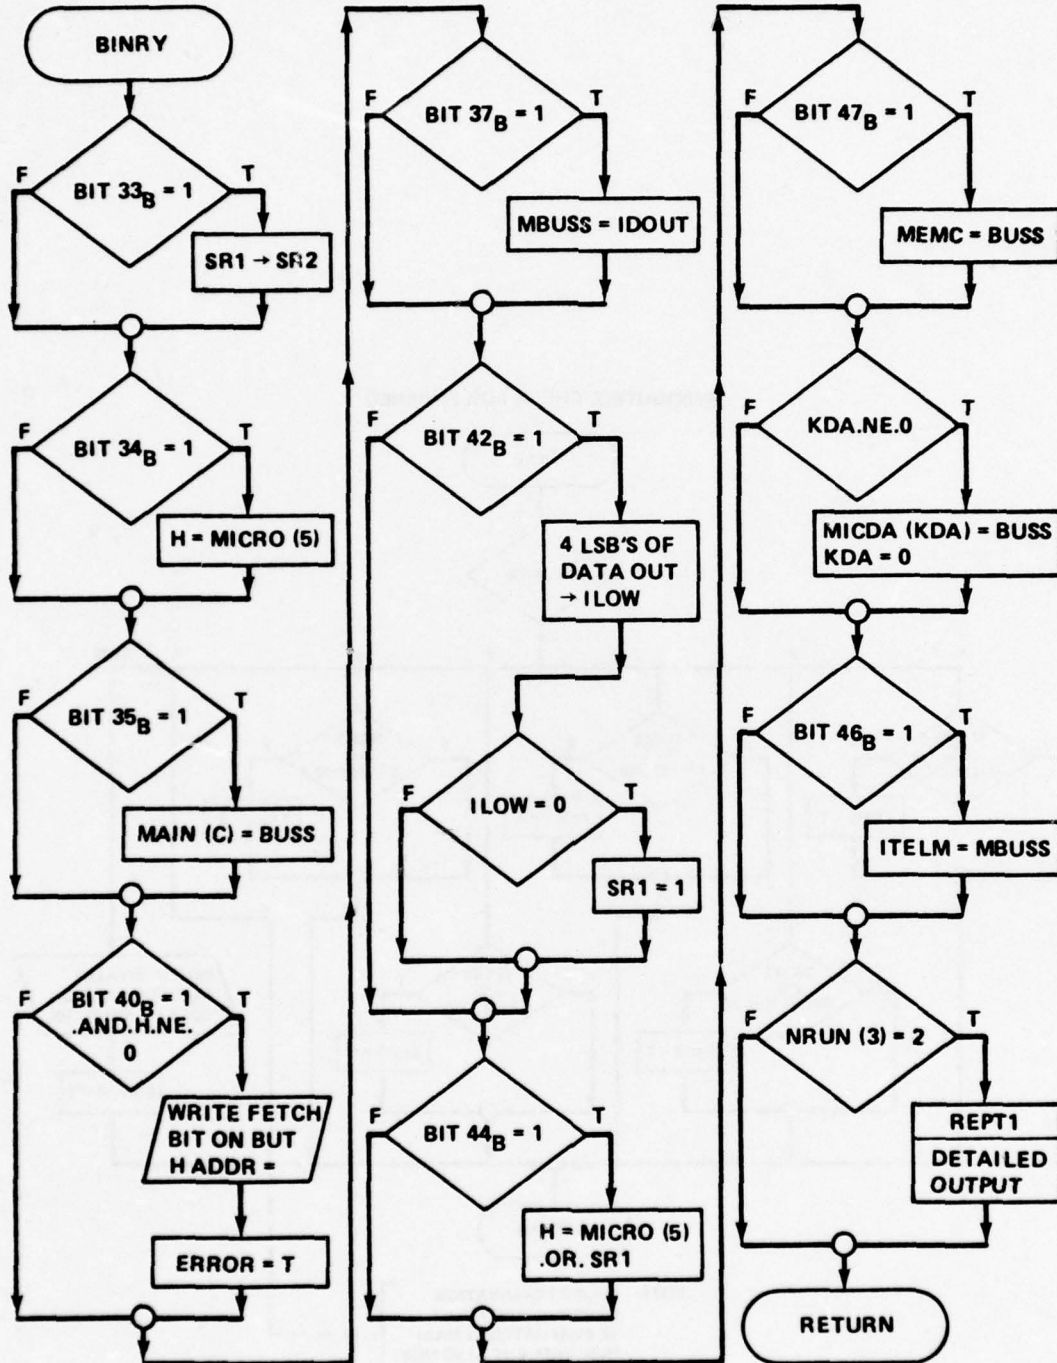 BINRY
F
T
BIT 33B = 1
SR1 → SR2
F
T
BIT 34B = 1
H = MICRO (5)
F
T
BIT 35B = 1
MAIN (C) = BUSS
F
T
BIT 40B = 1
.AND.H.NE.
0
WRITE FETCH
BIT ON BUT
H ADDR =
ERROR = T
F
T
BIT 37B = 1
MBUSS = IDOUT
F
T
BIT 42B = 1
4 LSB'S OF
DATA OUT
→ ILOW
F
T
ILOW = 0
SR1 = 1
F
T
BIT 44B = 1
H = MICRO (5)
.OR. SR1
F
T
BIT 47B = 1
MEMC = BUSS
F
T
KDA.NE.0
MICDA (KDA) = BUSS
KDA = 0
F
T
BIT 46B = 1
ITELM = MBUSS
F
T
NRUN (3) = 2
REPT1
DETAILED
OUTPUT
RETURN